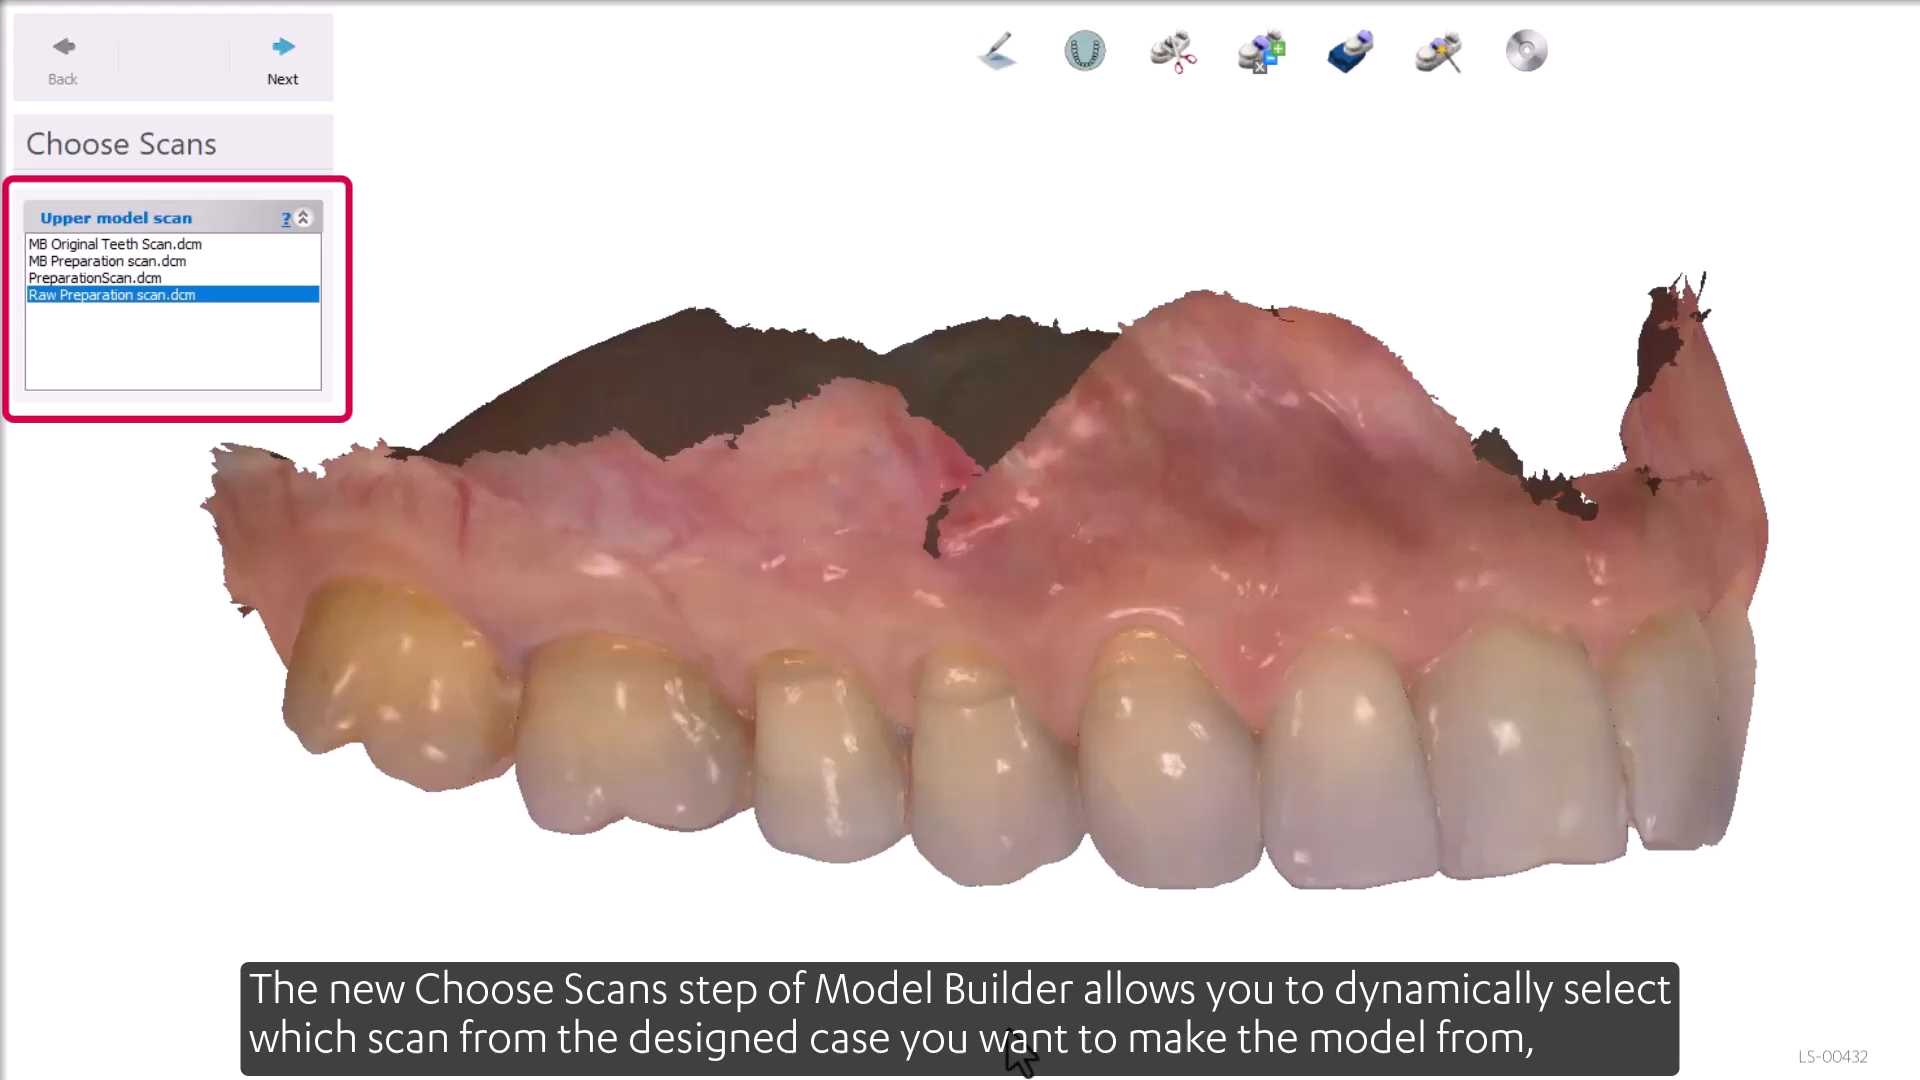 Back
Next
Choose Scans
Upper model scan ?
MB Original Teeth Scan.dcm
MB Preparation scan.dcm
PreparationScan.dcm
Raw Preparation scan.dcm
The new Choose Scans step of Model Builder allows you to dynamically select
which scan from the designed case you want to make the model from,
LS-00432